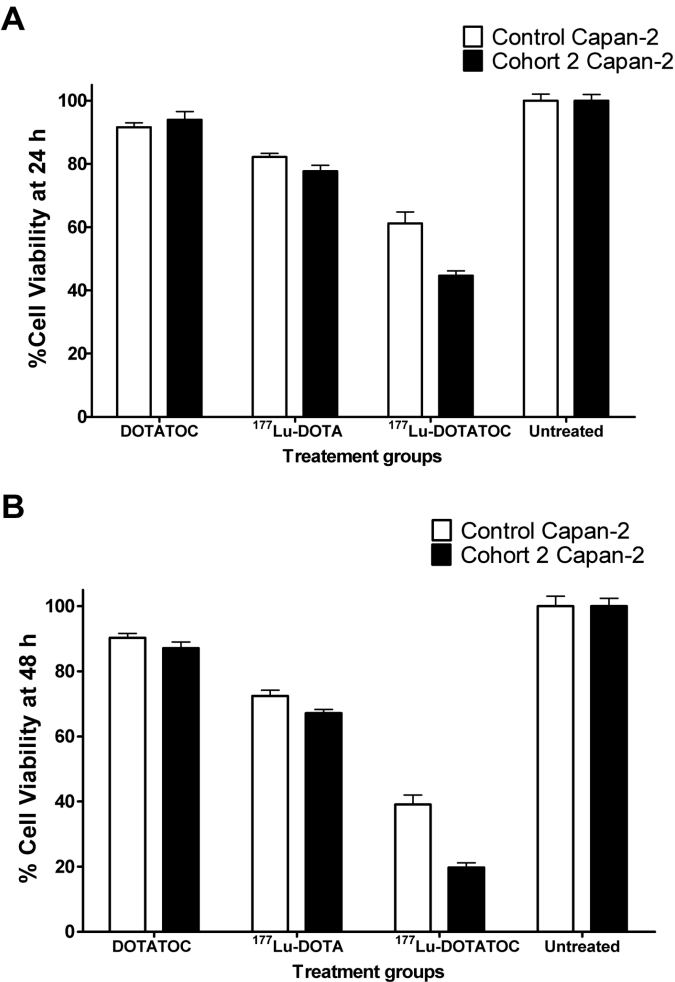 A
Control Capan-2
Cohort 2 Capan-2
%Cell Viability at 24 h
100
80
60
40
20
0
DOTATOC ¹⁷⁷Lu-DOTA ¹⁷⁷Lu-DOTATOC Untreated
Treatement groups
B
Control Capan-2
Cohort 2 Capan-2
% Cell Viability at 48 h
100
80
60
40
20
0
DOTATOC ¹⁷⁷Lu-DOTA ¹⁷⁷Lu-DOTATOC Untreated
Treatment groups